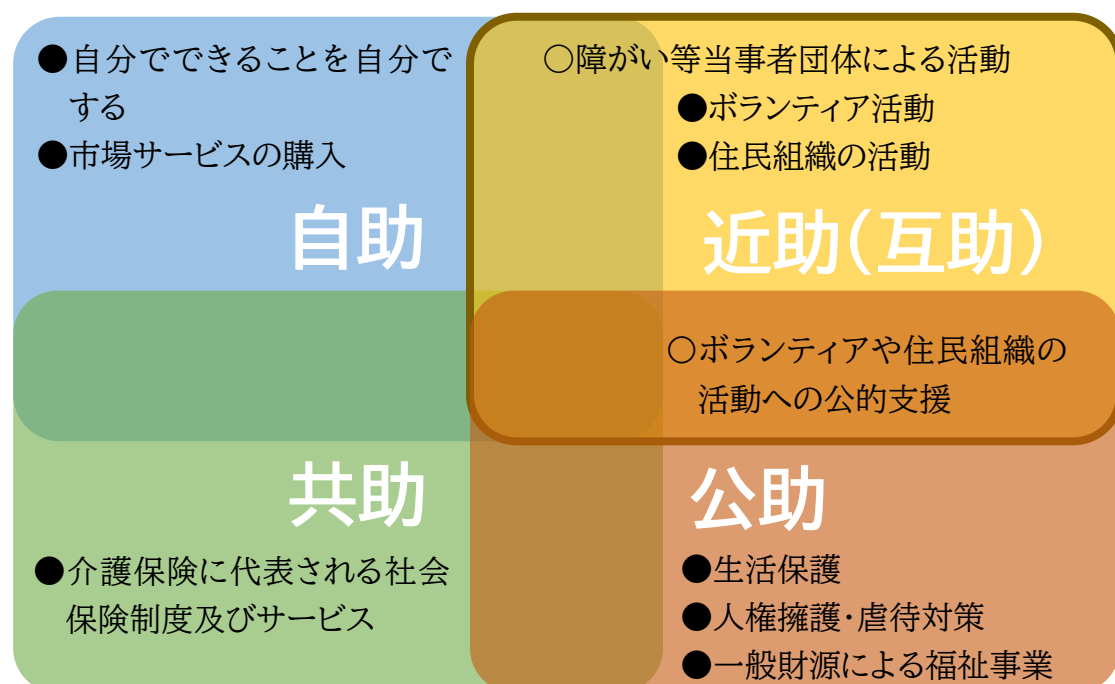 ●自分でできることを自分で
する
●市場サービスの購入
自助
○障がい等当事者団体による活動
●ボランティア活動
●住民組織の活動
近助(互助)
○ボランティアや住民組織の
活動への公的支援
共助
●介護保険に代表される社会
保険制度及びサービス
公助
●生活保護
●人権擁護・虐待対策
●一般財源による福祉事業